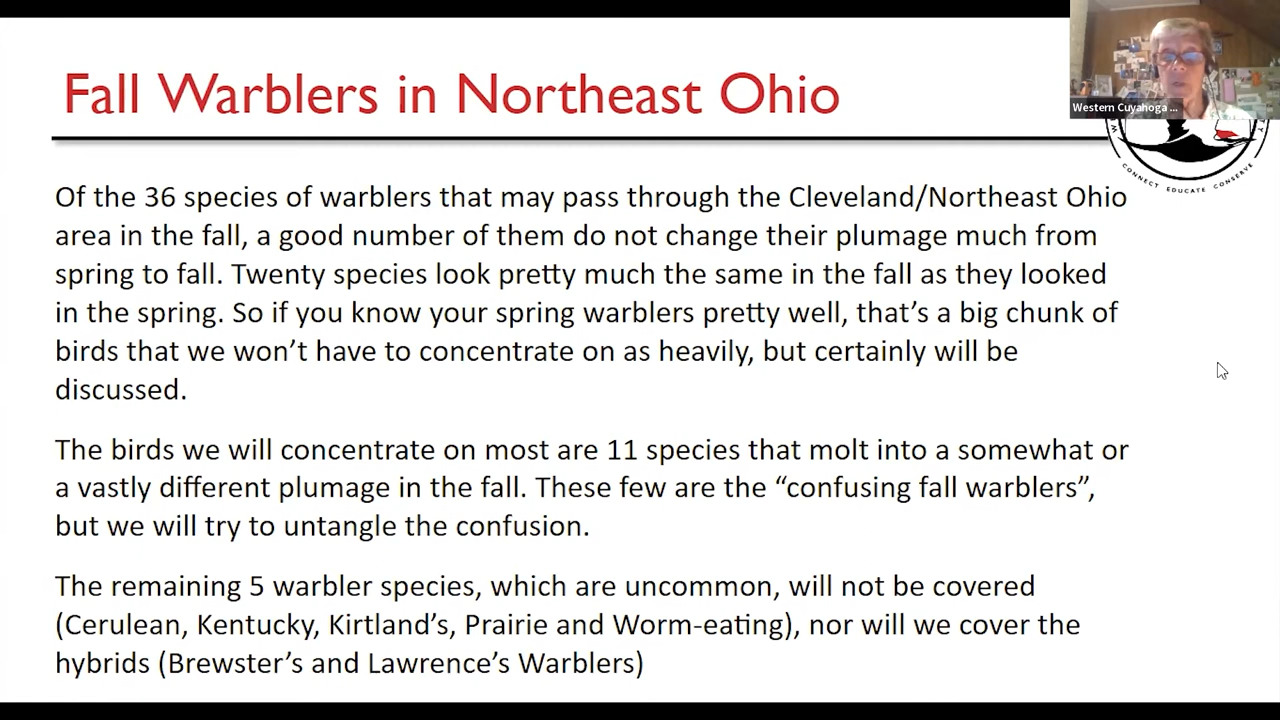 Fall Warblers in Northeast Ohio
Western Cuyahoga ...
CONNECT EDUCATE CONSERVE
Of the 36 species of warblers that may pass through the Cleveland/Northeast Ohio
area in the fall, a good number of them do not change their plumage much from
spring to fall. Twenty species look pretty much the same in the fall as they looked
in the spring. So if you know your spring warblers pretty well, that’s a big chunk of
birds that we won’t have to concentrate on as heavily, but certainly will be
discussed.
The birds we will concentrate on most are 11 species that molt into a somewhat or
a vastly different plumage in the fall. These few are the “confusing fall warblers”,
but we will try to untangle the confusion.
The remaining 5 warbler species, which are uncommon, will not be covered
(Cerulean, Kentucky, Kirtland’s, Prairie and Worm-eating), nor will we cover the
hybrids (Brewster’s and Lawrence’s Warblers)